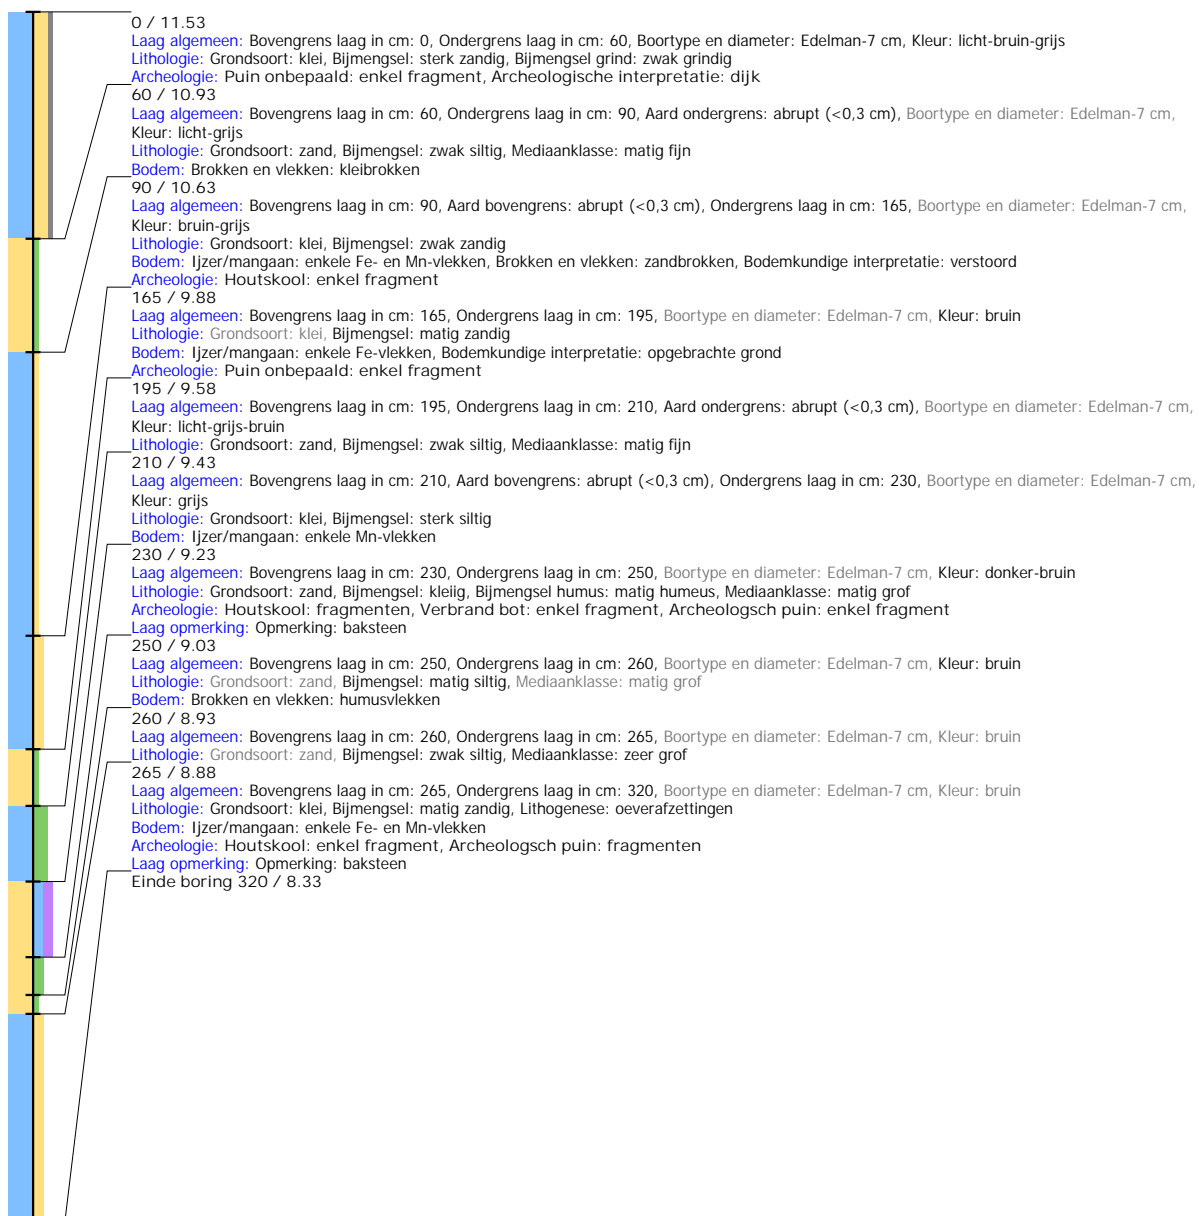 0 / 11.53
Laag algemeen: Bovengrens laag in cm: 0, Ondergrens laag in cm: 60, Boortype en diameter: Edelman-7 cm, Kleur: licht-bruin-grijs
Lithologie: Grondsoort: klei, Bijmengsel: sterk zandig, Bijmengsel grind: zwak grindig
Archeologie: Puin onbepaald: enkel fragment, Archeologische interpretatie: dijk
60 / 10.93
Laag algemeen: Bovengrens laag in cm: 60, Ondergrens laag in cm: 90, Aard ondergrens: abrupt (<0,3 cm), Boortype en diameter: Edelman-7 cm,
Kleur: licht-grijs
Lithologie: Grondsoort: zand, Bijmengsel: zwak siltig, Mediaanklasse: matig fijn
Bodem: Brokken en vlekken: kleibrokken
90 / 10.63
Laag algemeen: Bovengrens laag in cm: 90, Aard bovengrens: abrupt (<0,3 cm), Ondergrens laag in cm: 165, Boortype en diameter: Edelman-7 cm,
Kleur: bruin-grijs
Lithologie: Grondsoort: klei, Bijmengsel: zwak zandig
Bodem: Ijzer/mangaan: enkele Fe- en Mn-vlekken, Brokken en vlekken: zandbrokken, Bodemkundige interpretatie: verstoord
Archeologie: Houtskool: enkel fragment
165 / 9.88
Laag algemeen: Bovengrens laag in cm: 165, Ondergrens laag in cm: 195, Boortype en diameter: Edelman-7 cm, Kleur: bruin
Lithologie: Grondsoort: klei, Bijmengsel: matig zandig
Bodem: Ijzer/mangaan: enkele Fe-vlekken, Bodemkundige interpretatie: opgebrachte grond
Archeologie: Puin onbepaald: enkel fragment
195 / 9.58
Laag algemeen: Bovengrens laag in cm: 195, Ondergrens laag in cm: 210, Aard ondergrens: abrupt (<0,3 cm), Boortype en diameter: Edelman-7 cm,
Kleur: licht-grijs-bruin
Lithologie: Grondsoort: zand, Bijmengsel: zwak siltig, Mediaanklasse: matig fijn
210 / 9.43
Laag algemeen: Bovengrens laag in cm: 210, Aard bovengrens: abrupt (<0,3 cm), Ondergrens laag in cm: 230, Boortype en diameter: Edelman-7 cm,
Kleur: grijs
Lithologie: Grondsoort: klei, Bijmengsel: sterk siltig
Bodem: Ijzer/mangaan: enkele Mn-vlekken
230 / 9.23
Laag algemeen: Bovengrens laag in cm: 230, Ondergrens laag in cm: 250, Boortype en diameter: Edelman-7 cm, Kleur: donker-bruin
Lithologie: Grondsoort: zand, Bijmengsel: kleiig, Bijmengsel humus: matig humeus, Mediaanklasse: matig grof
Archeologie: Houtskool: fragmenten, Verbrand bot: enkel fragment, Archeologsch puin: enkel fragment
Laag opmerking: Opmerking: baksteen
250 / 9.03
Laag algemeen: Bovengrens laag in cm: 250, Ondergrens laag in cm: 260, Boortype en diameter: Edelman-7 cm, Kleur: bruin
Lithologie: Grondsoort: zand, Bijmengsel: matig siltig, Mediaanklasse: matig grof
Bodem: Brokken en vlekken: humusvlekken
260 / 8.93
Laag algemeen: Bovengrens laag in cm: 260, Ondergrens laag in cm: 265, Boortype en diameter: Edelman-7 cm, Kleur: bruin
Lithologie: Grondsoort: zand, Bijmengsel: zwak siltig, Mediaanklasse: zeer grof
265 / 8.88
Laag algemeen: Bovengrens laag in cm: 265, Ondergrens laag in cm: 320, Boortype en diameter: Edelman-7 cm, Kleur: bruin
Lithologie: Grondsoort: klei, Bijmengsel: matig zandig, Lithogenese: oeverafzettingen
Bodem: Ijzer/mangaan: enkele Fe- en Mn-vlekken
Archeologie: Houtskool: enkel fragment, Archeologsch puin: fragmenten
Laag opmerking: Opmerking: baksteen
Einde boring 320 / 8.33